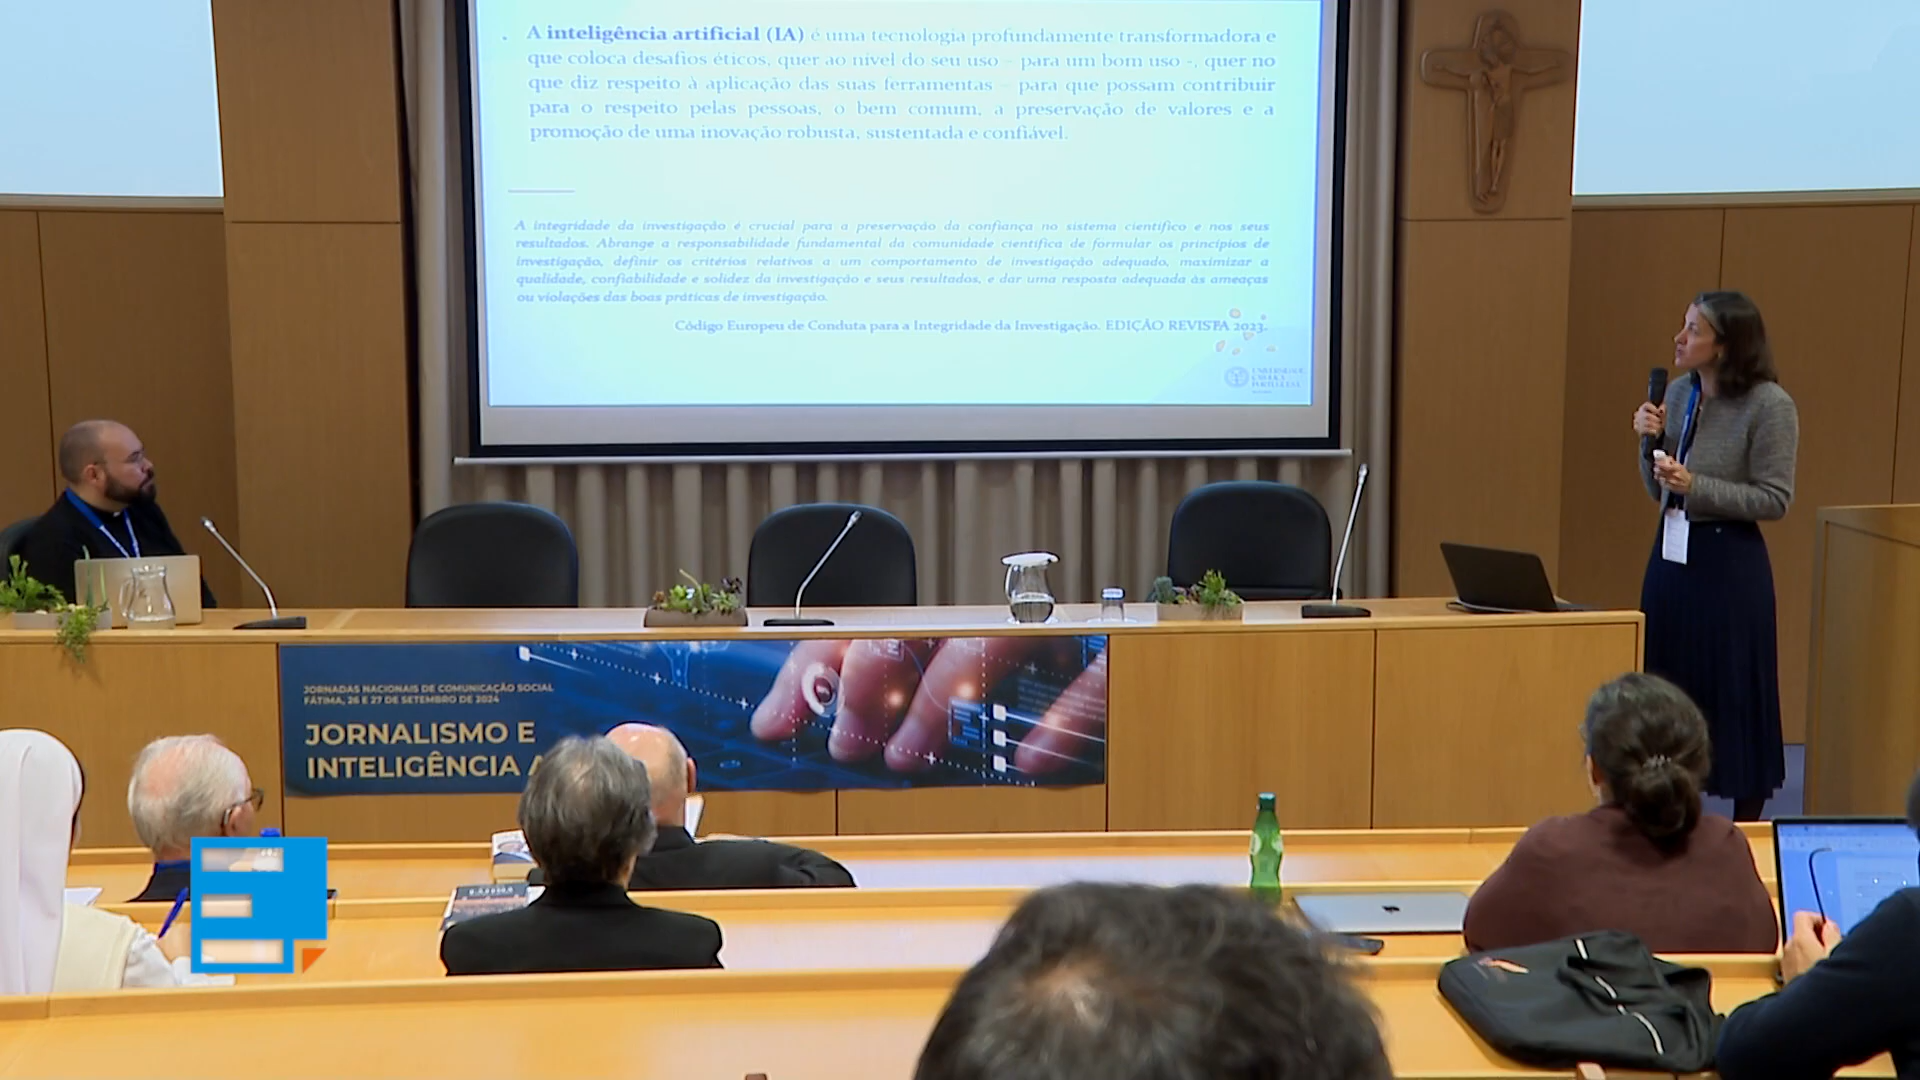 . A inteligência artificial (IA) é uma tecnologia profundamente transformadora e
que coloca desafios éticos, quer ao nível do seu uso – para um bom uso -, quer no
que diz respeito à aplicação das suas ferramentas – para que possam contribuir
para o respeito pelas pessoas, o bem comum, a preservação de valores e a
promoção de uma inovação robusta, sustentada e confiável.
A integridade da investigação é crucial para a preservação da confiança no sistema científico e nos seus
resultados. Abrange a responsabilidade fundamental da comunidade científica de formular os princípios de
investigação, definir os critérios relativos a um comportamento de investigação adequado, maximizar a
qualidade, confiabilidade e solidez da investigação e seus resultados, e dar uma resposta adequada às ameaças
ou violações das boas práticas de investigação.
Código Europeu de Conduta para a Integridade da Investigação. EDIÇÃO REVISTA 2023.
UNIVERSIDADE
CATÓLICA
PORTUGUESA
JORNADAS NACIONAIS DE COMUNICAÇÃO SOCIAL
FÁTIMA, 26 E 27 DE SETEMBRO DE 2024
JORNALISMO E
INTELIGÊNCIA A